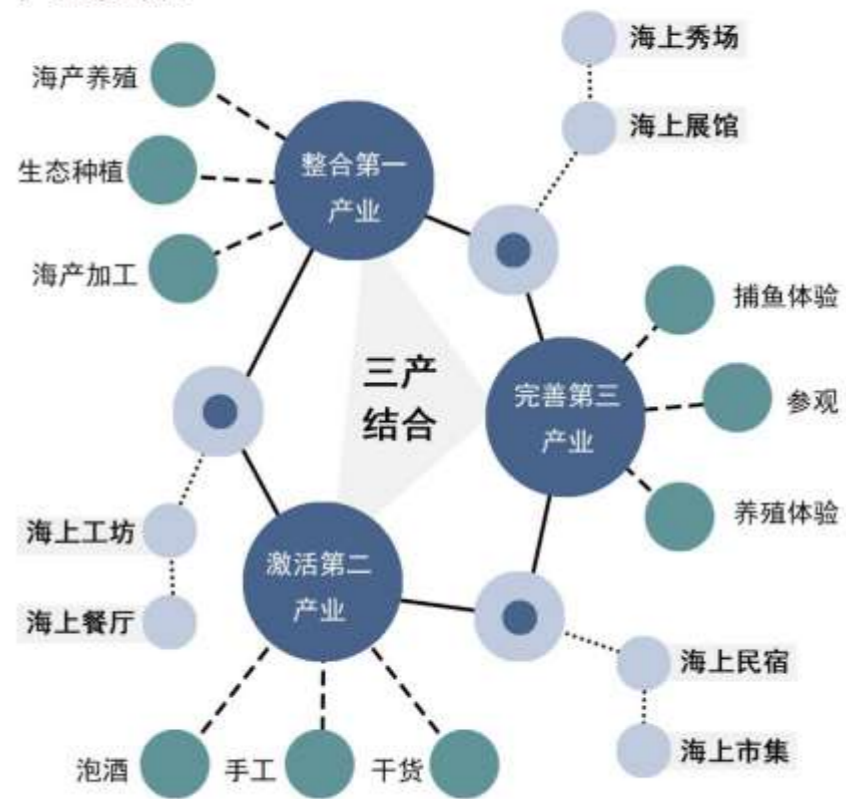 海上秀场
海产养殖
海上展馆
整合第一
产业
生态种植
海产加工
捕鱼体验
三产
结合
完善第三
产业
参观
养殖体验
海上工坊
激活第二
产业
海上餐厅
海上民宿
海上市集
泡酒
手工
干货